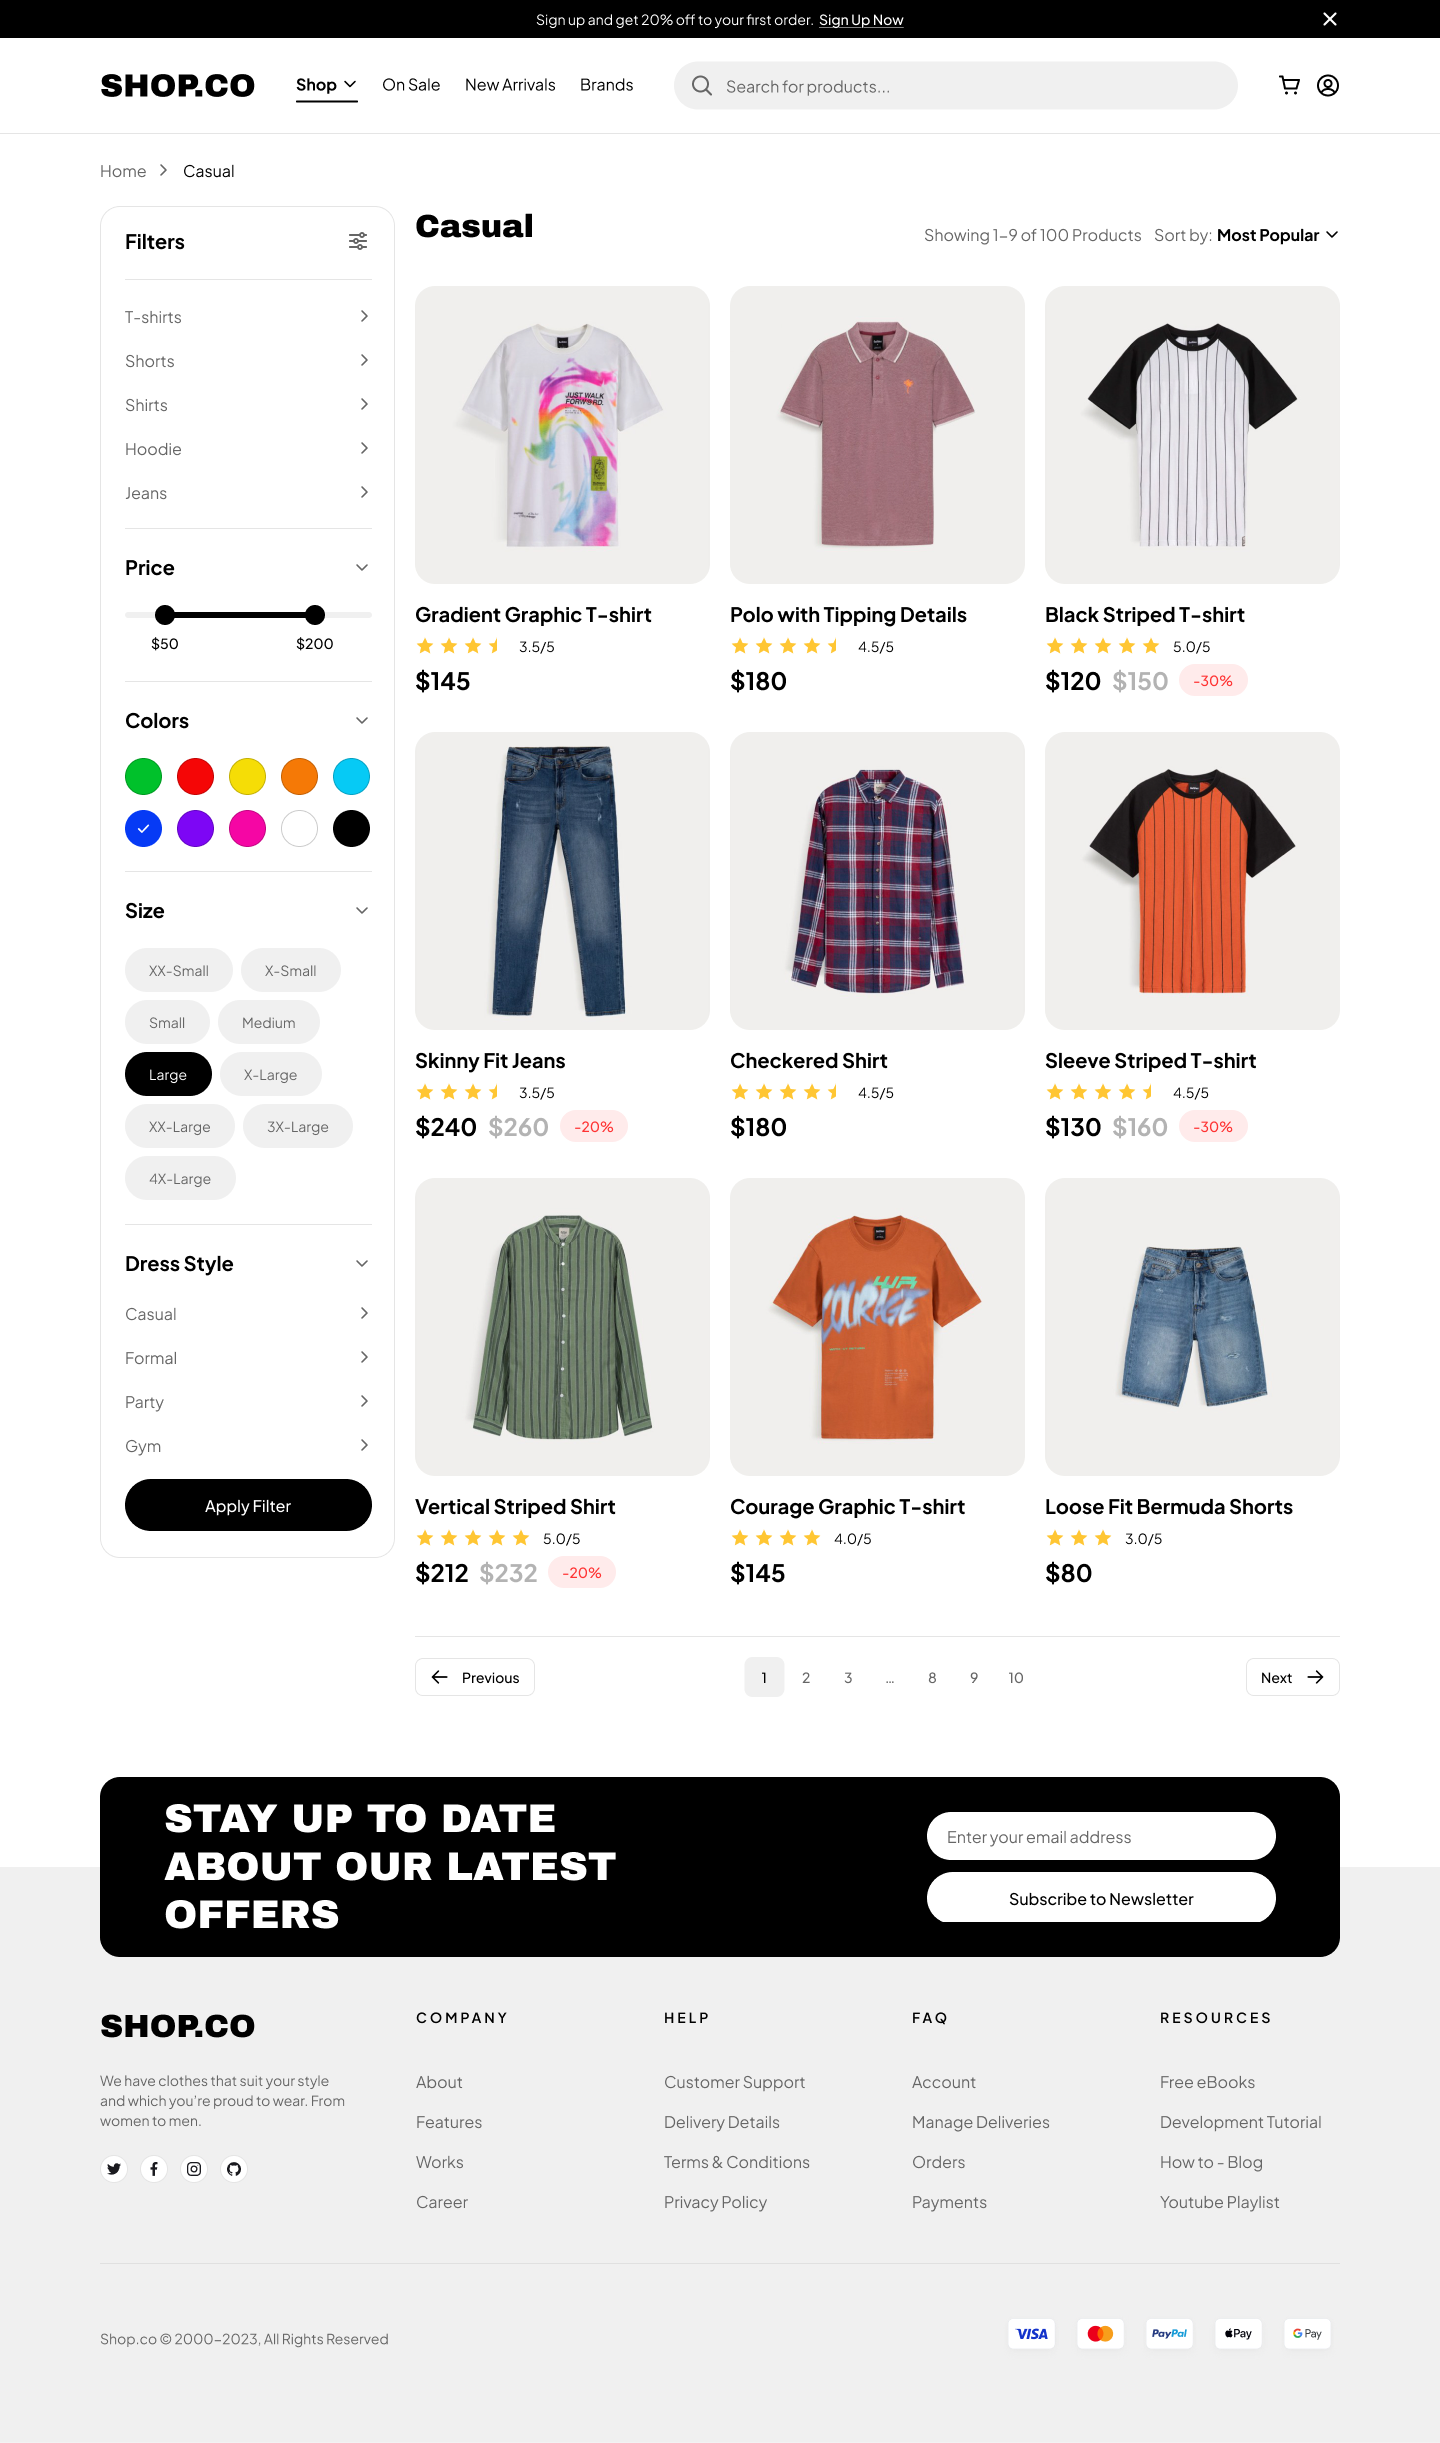 Sign up and get 20% off to your first order. Sign Up Now
SHOP.CO
Shop
On Sale
New Arrivals
Brands
Search for products...
Home
Casual
Filters
T-shirts
Shorts
Shirts
Hoodie
Jeans
Price
$50
$200
Colors
Size
XX-Small
X-Small
Small
Medium
Large
X-Large
XX-Large
3X-Large
4X-Large
Dress Style
Casual
Formal
Party
Gym
Apply Filter
Casual
Showing 1-9 of 100 Products
Sort by: Most Popular
JUST WALK
Gradient Graphic T-shirt
3.5/5
$145
Polo with Tipping Details
4.5/5
$180
Black Striped T-shirt
5.0/5
$120 $150 -30%
Skinny Fit Jeans
3.5/5
$240 $260 -20%
Checkered Shirt
4.5/5
$180
Sleeve Striped T-shirt
4.5/5
$130 $160 -30%
COURAGE
Vertical Striped Shirt
5.0/5
$212 $232 -20%
Courage Graphic T-shirt
4.0/5
$145
Loose Fit Bermuda Shorts
3.0/5
$80
Previous
1 2 3 ... 8 9 10
Next
STAY UP TO DATE
ABOUT OUR LATEST
OFFERS
Enter your email address
Subscribe to Newsletter
SHOP.CO
We have clothes that suit your style
and which you're proud to wear. From
women to men.
COMPANY
About
Features
Works
Career
HELP
Customer Support
Delivery Details
Terms & Conditions
Privacy Policy
FAQ
Account
Manage Deliveries
Orders
Payments
RESOURCES
Free eBooks
Development Tutorial
How to - Blog
Youtube Playlist
Shop.co © 2000-2023, All Rights Reserved
VISA
PayPal
Pay
G Pay